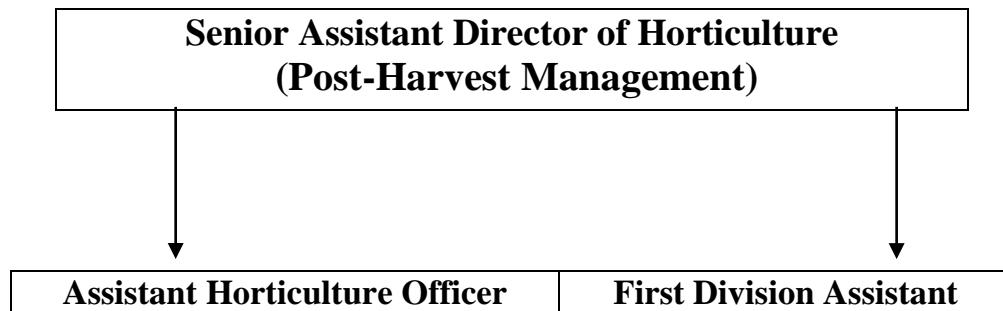 Senior Assistant Director of Horticulture
(Post-Harvest Management)
Assistant Horticulture Officer
First Division Assistant